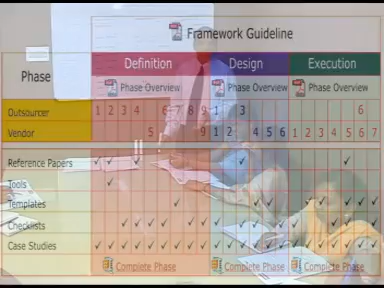 Framework Guideline
Phase Definition Design Execution
Phase Overview Phase Overview Phase Overview
Outsourcer 1 2 3 4 6 7 8 9 1 3 6
Vendor 5 9 1 2 4 5 6 1 2 3 4 5 6 7
Reference Papers ✓ ✓ ✓ ✓ ✓
Tools ✓
Templates
Checklists
Case Studies
Complete Phase Complete Phase Complete Phase